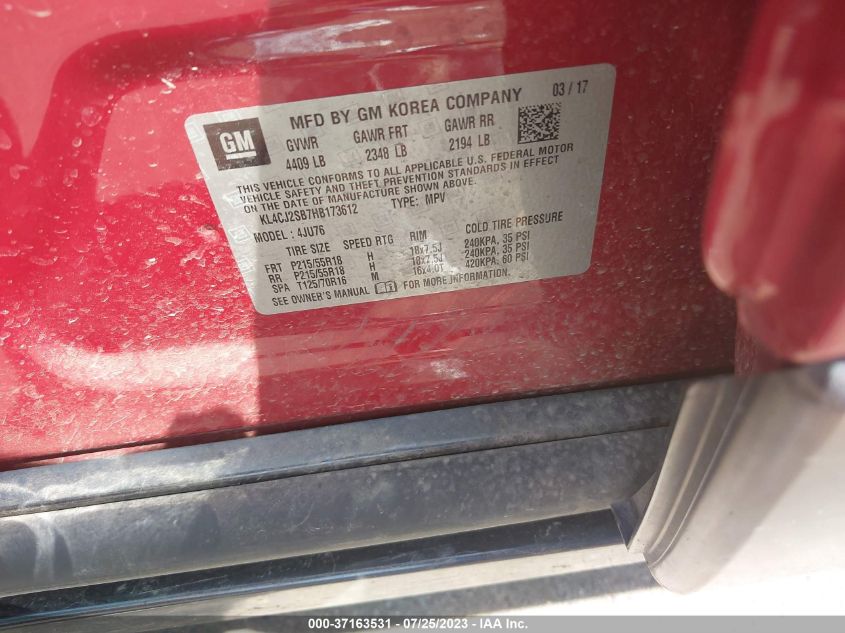 GM
MFD BY GM KOREA COMPANY 03 / 17
GVWR GAWR FRT GAWR RR
4409 LB 2348 LB 2194 LB
THIS VEHICLE CONFORMS TO ALL APPLICABLE U.S. FEDERAL MOTOR
VEHICLE SAFETY AND THEFT PREVENTION STANDARDS IN EFFECT
ON THE DATE OF MANUFACTURE SHOWN ABOVE.
KL4CJ2SB7HB173612 TYPE: MPV
MODEL: 4JU76
TIRE SIZE SPEED RTG RIM COLD TIRE PRESSURE
FRT P215/55R18 H 18x7.5J 240KPA, 35 PSI
RR P215/55R18 H 18x7.5J 240KPA, 35 PSI
SPA T125/70R16 M 16x4.0T 420KPA, 60 PSI
SEE OWNER'S MANUAL FOR MORE INFORMATION.
000-37163531 - 07/25/2023 - © IAA Inc.